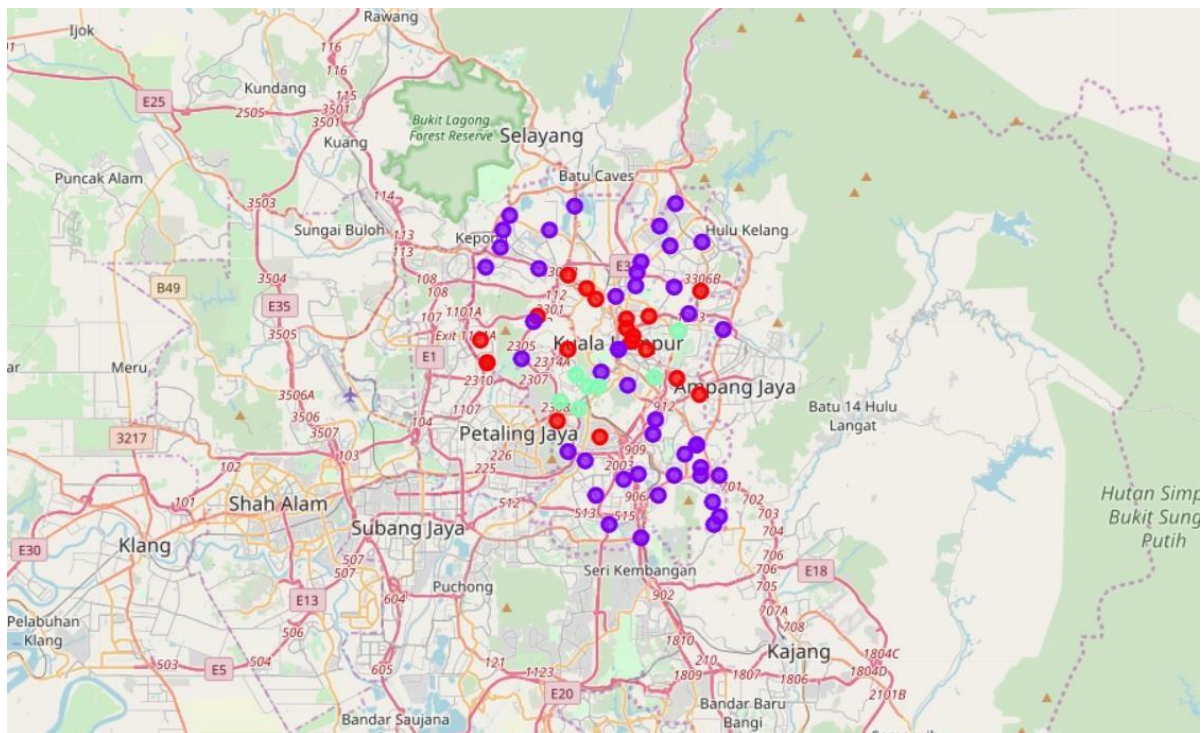 Rawang
Ijok
116
116
Kundang
115
E25
3501
2505
3501
Bukit Lagong
Forest Reserve
Selayang
Kuang
Batu Caves
Puncak Alam
114
3503
Sungai Buloh
113
113
Hulu Kelang
108
3306B
3504
B49
108
112
E35
1101A
107
3505
2305
Kuala Lumpur
E1
2314A
Meru
2310
2307
Ampang Jaya
3506A
1107
912
Batu 14 Hulu
Langat
3506
104
3217
3507
Petaling Jaya
103
226
909
102
225
2003
701
Shah Alam
101
512
906A
702
Hutan Simp
513
515
703
Bukit Sung
Subang Jaya
704
Putih
Klang
E30
706
507
507
Seri Kembangan
706
E18
Puchong
705
E13
604
902
Pelabuhan
Klang
506
707A
708
1810
Kajang
503
504
E5
605
121
210
1804C
1123
1809
1807
1806
1804D
E20
2101B
Bandar Saujana
Bandar Baru
Bangi